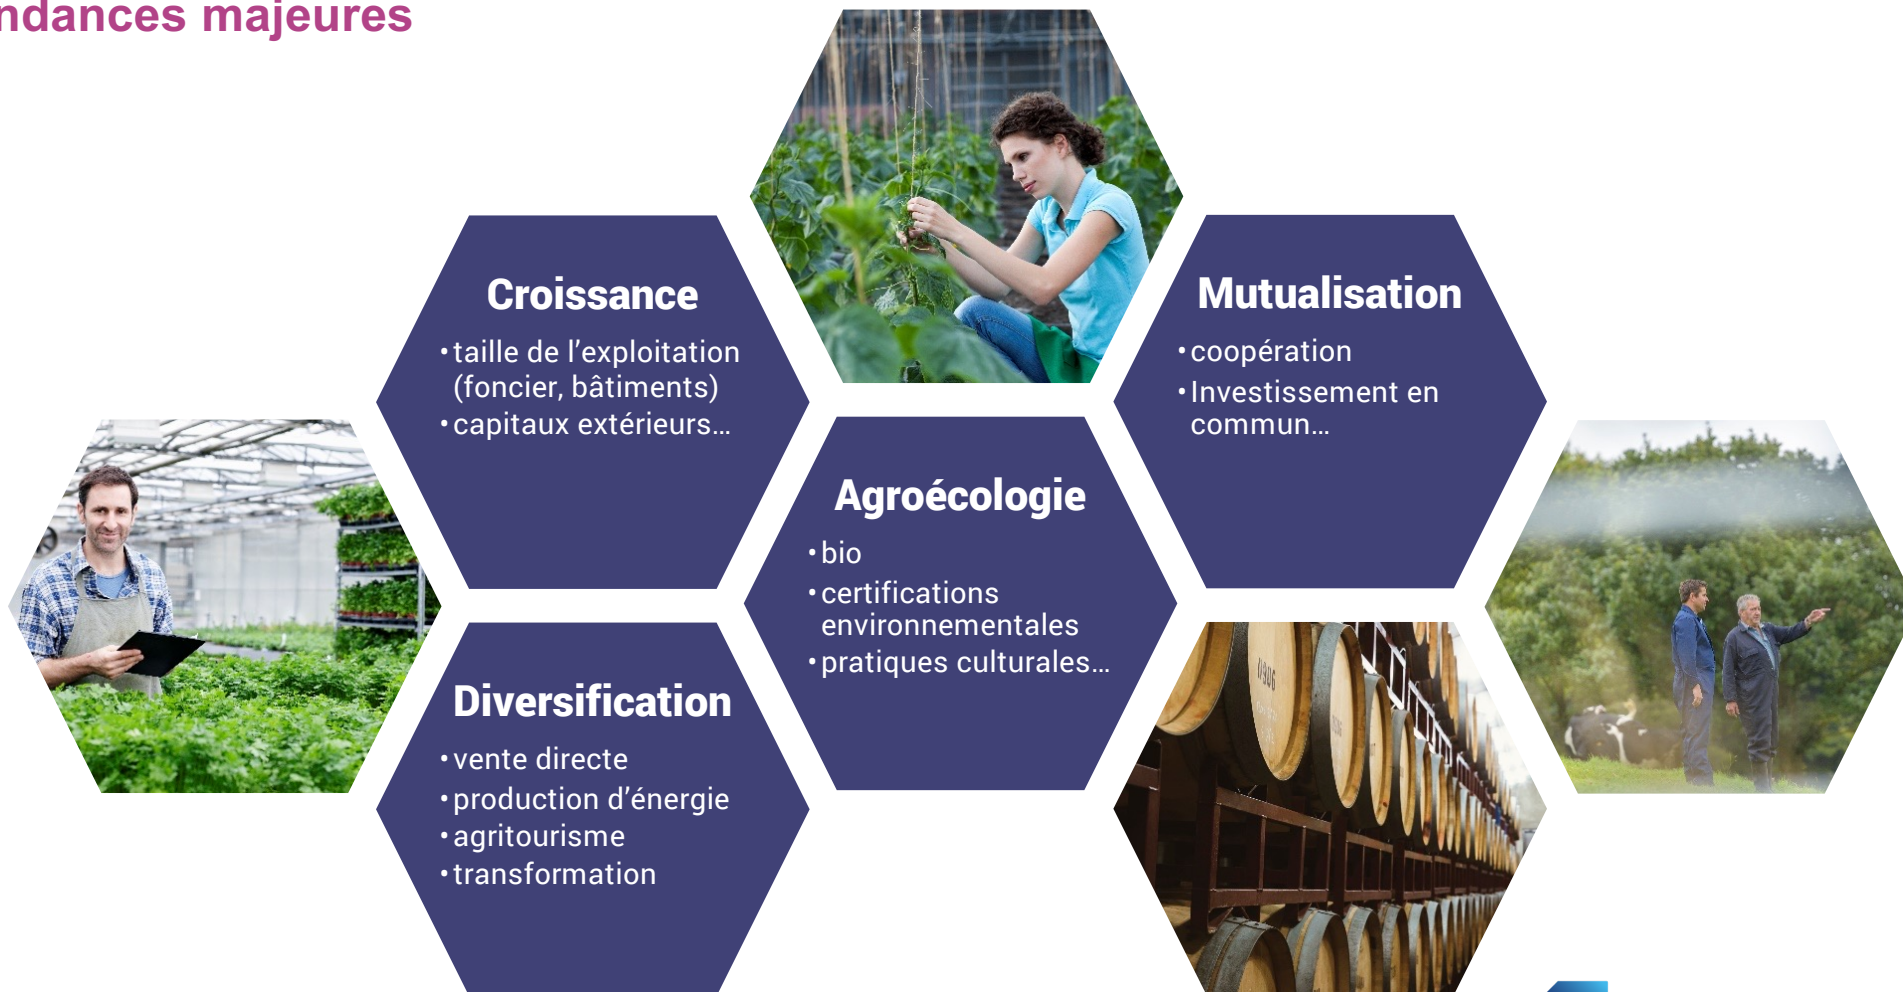 ndances majeures
Croissance
• taille de l'exploitation
(foncier, bâtiments)
• capitaux extérieurs…
Mutualisation
• coopération
• Investissement en
commun…
Agroécologie
• bio
• certifications
environnementales
• pratiques culturales…
Diversification
• vente directe
• production d'énergie
• agritourisme
• transformation